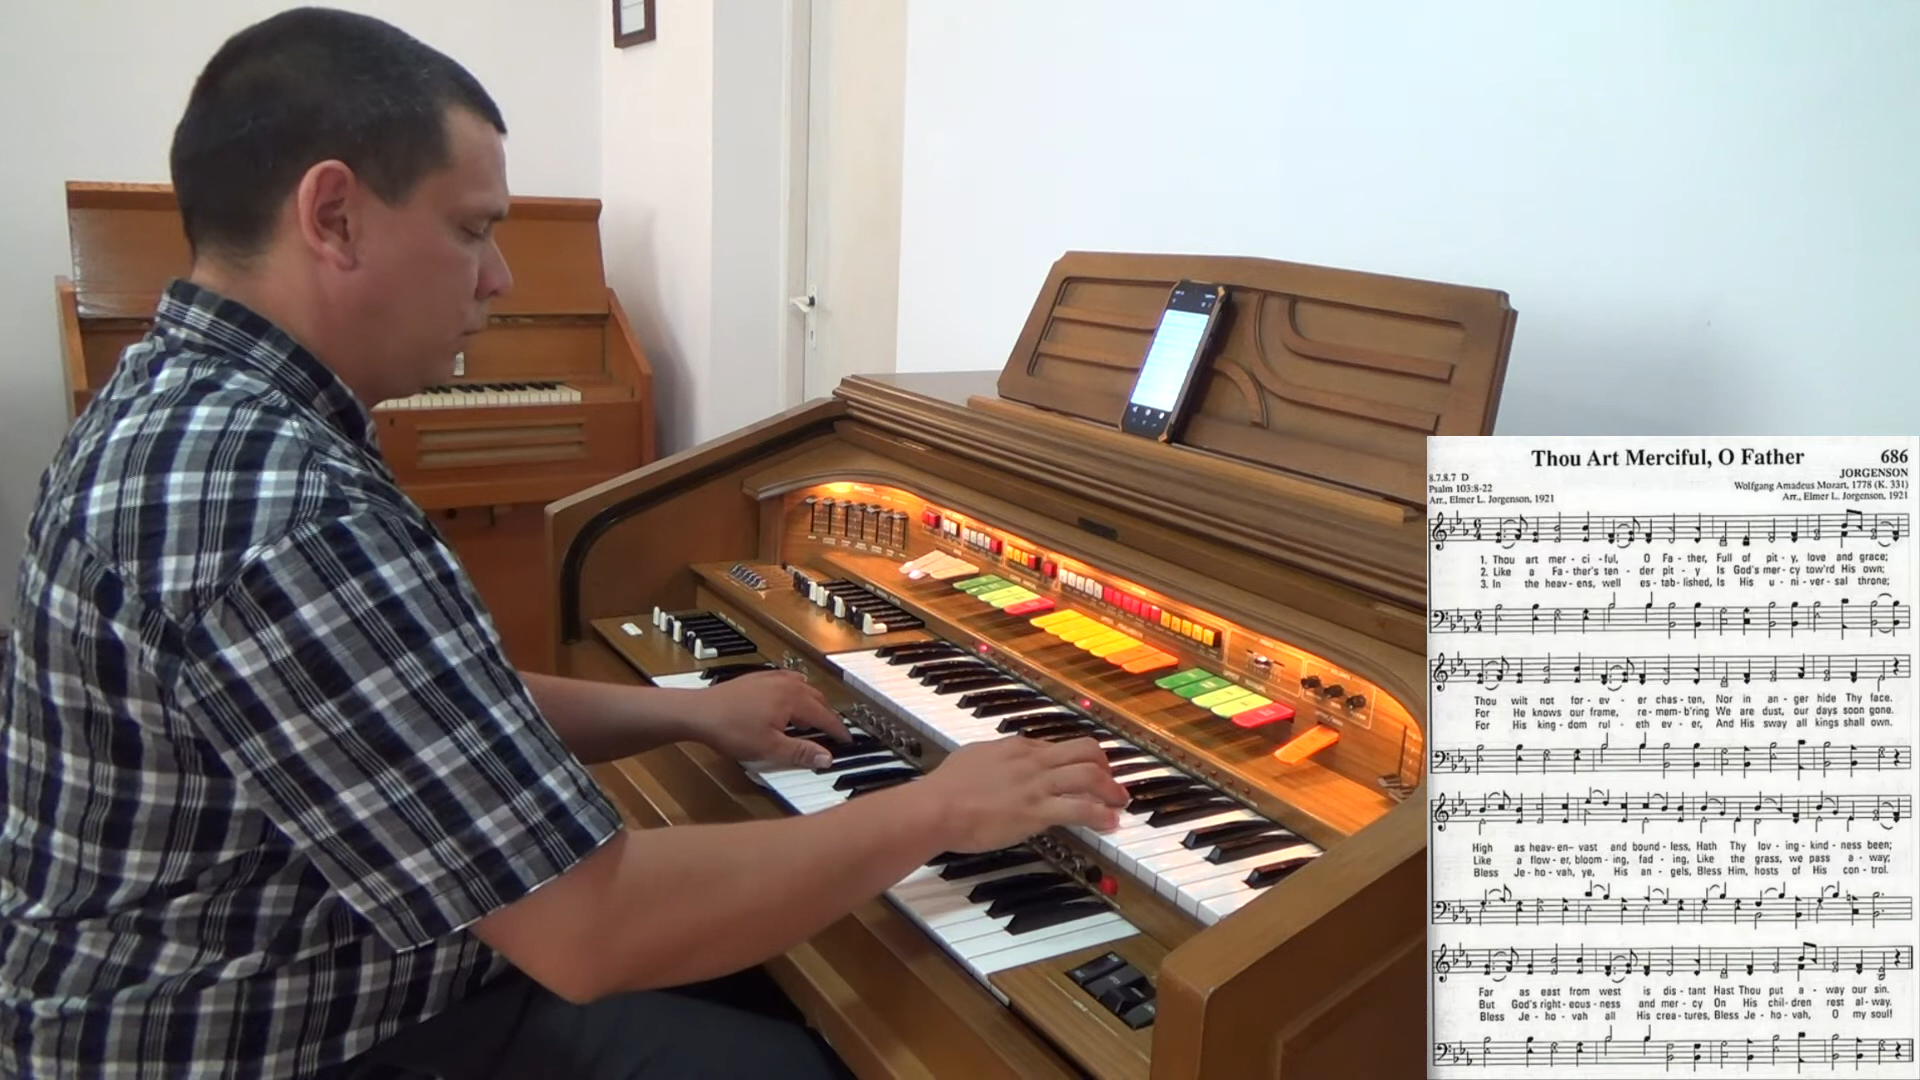 Thou Art Merciful, O Father 686
JORGENSON
8.7.8.7 D
Psalm 103:8-22
Wolfgang Amadeus Mozart, 1778 (K. 331)
Arr., Elmer L. Jorgenson, 1921
Arr., Elmer L. Jorgenson, 1921
1. Thou art mer - ci - ful, O Fa - ther, Full of pit - y, love and grace;
2. Like a Fa - ther's ten - der pit - y Is God's mer - cy tow'rd His own;
3. In the heav - ens, well es - tab - lished, Is His u - ni - ver - sal throne;
Thou wilt not for - ev - er chas - ten, Nor in an - ger hide Thy face.
For He knows our frame, re - mem - b'ring We are dust, our days soon gone.
For His king - dom rul - eth ev - er, And His sway all kings shall own.
High as heav - en– vast and bound - less, Hath Thy lov - ing - kind - ness been;
Like a flow - er, bloom - ing, fad - ing, Like the grass, we pass a - way;
Bless Je - ho - vah, ye, His an - gels, Bless Him, hosts of His con - trol.
Far as east from west is dis - tant Hast Thou put a - way our sin.
But God's right - eous - ness and mer - cy On His chil - dren rest al - way.
Bless Je - ho - vah all His crea - tures, Bless Je - ho - vah, O my soul!